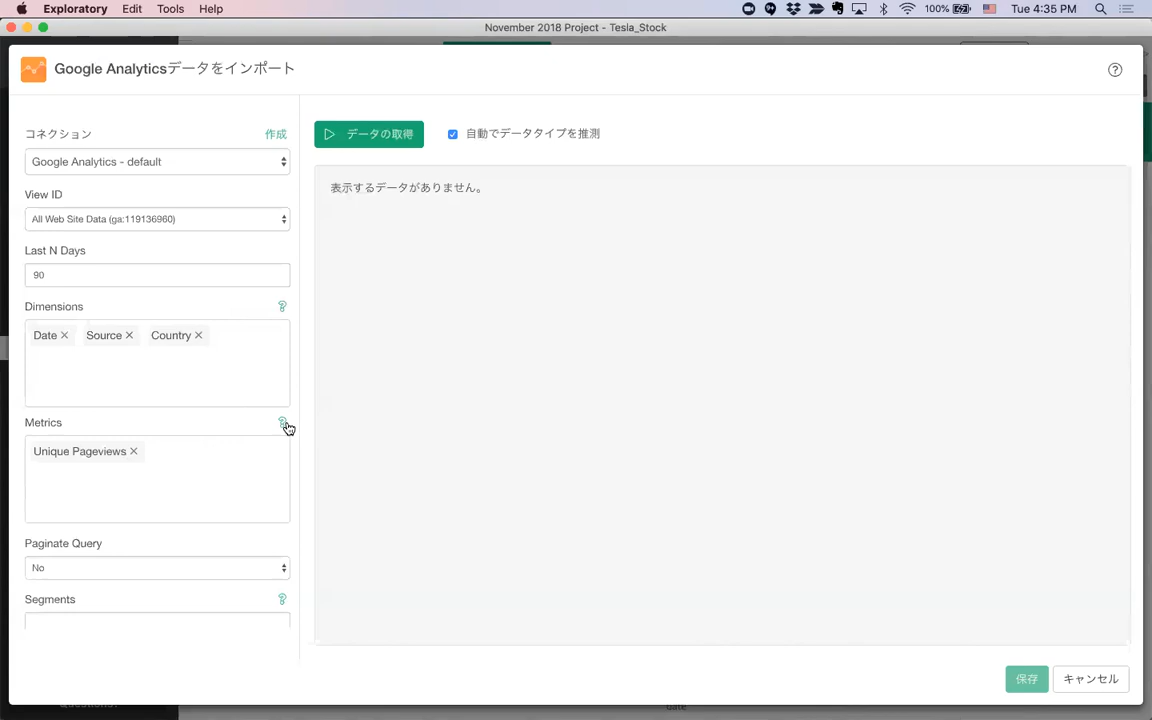 Exploratory Edit Tools Help 100% Tue 4:35 PM
November 2018 Project - Tesla_Stock
Google Analyticsデータをインポート
コネクション 作成
Google Analytics - default
View ID
All Web Site Data (ga:119136960)
Last N Days
90
Dimensions
Date × Source × Country ×
Metrics
Unique Pageviews ×
Paginate Query
No
Segments
データの取得 自動でデータタイプを推測
表示するデータがありません。
保存 キャンセル
date